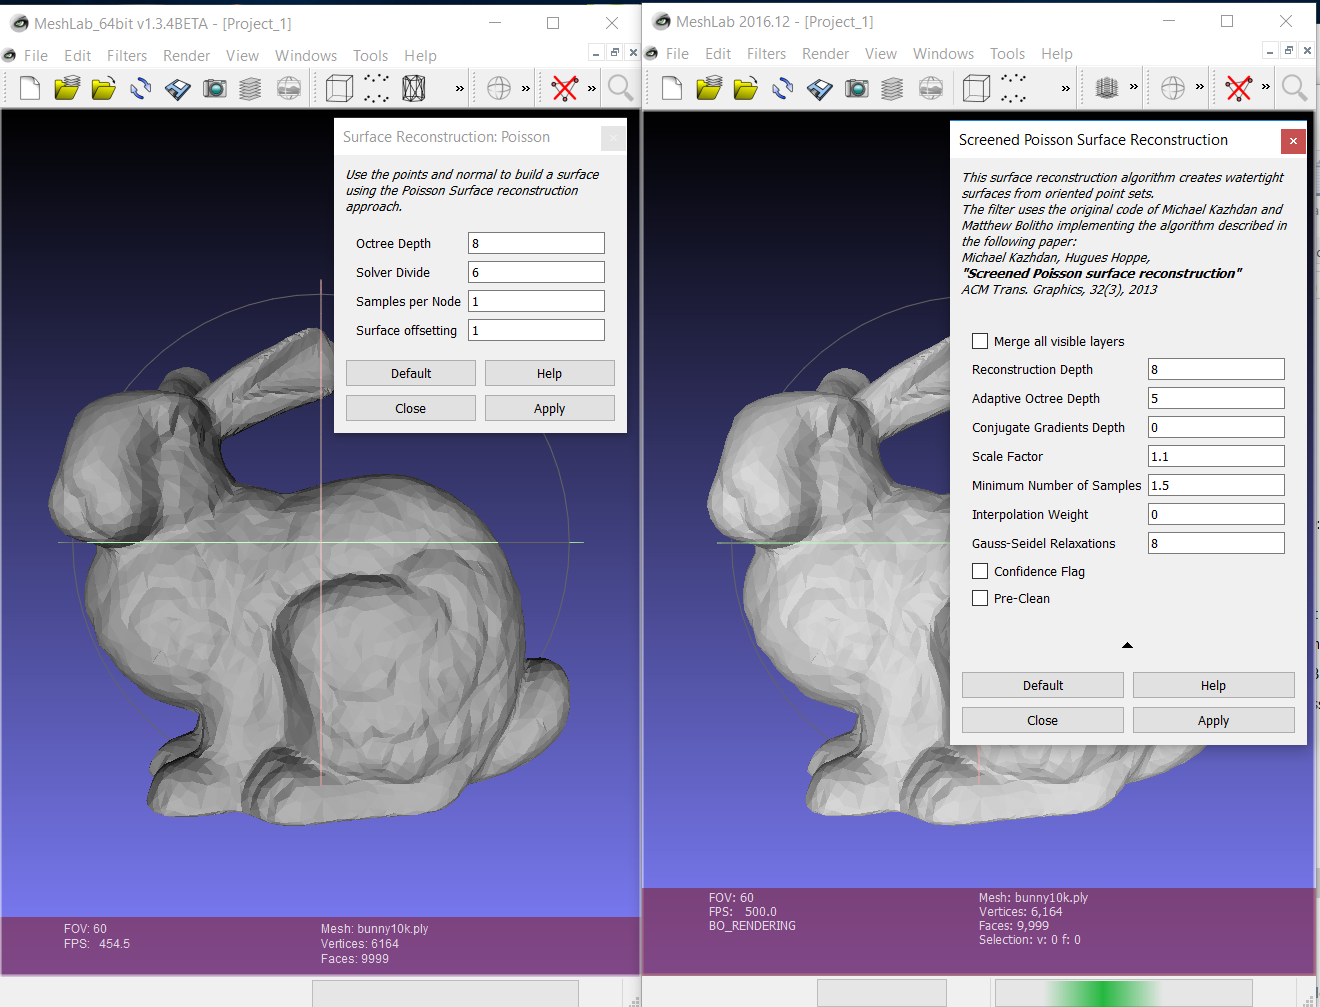 MeshLab_64bit v1.3.4BETA - [Project_1]
File Edit Filters Render View Windows Tools Help
Surface Reconstruction: Poisson
Use the points and normal to build a surface
using the Poisson Surface reconstruction
approach.
Octree Depth 8
Solver Divide 6
Samples per Node 1
Surface offsetting 1
Default Help
Close Apply
FOV: 60
FPS: 454.5
Mesh: bunny10k.ply
Vertices: 6164
Faces: 9999
MeshLab 2016.12 - [Project_1]
File Edit Filters Render View Windows Tools Help
Screened Poisson Surface Reconstruction
This surface reconstruction algorithm creates watertight
surfaces from oriented point sets.
The filter uses the original code of Michael Kazhdan and
Matthew Bolitho implementing the algorithm described in
the following paper:
Michael Kazhdan, Hugues Hoppe,
"Screened Poisson surface reconstruction"
ACM Trans. Graphics, 32(3), 2013
Merge all visible layers
Reconstruction Depth 8
Adaptive Octree Depth 5
Conjugate Gradients Depth 0
Scale Factor 1.1
Minimum Number of Samples 1.5
Interpolation Weight 0
Gauss-Seidel Relaxations 8
Confidence Flag
Pre-Clean
Default Help
Close Apply
FOV: 60
FPS: 500.0
BO_RENDERING
Mesh: bunny10k.ply
Vertices: 6,164
Faces: 9,999
Selection: v: 0 f: 0